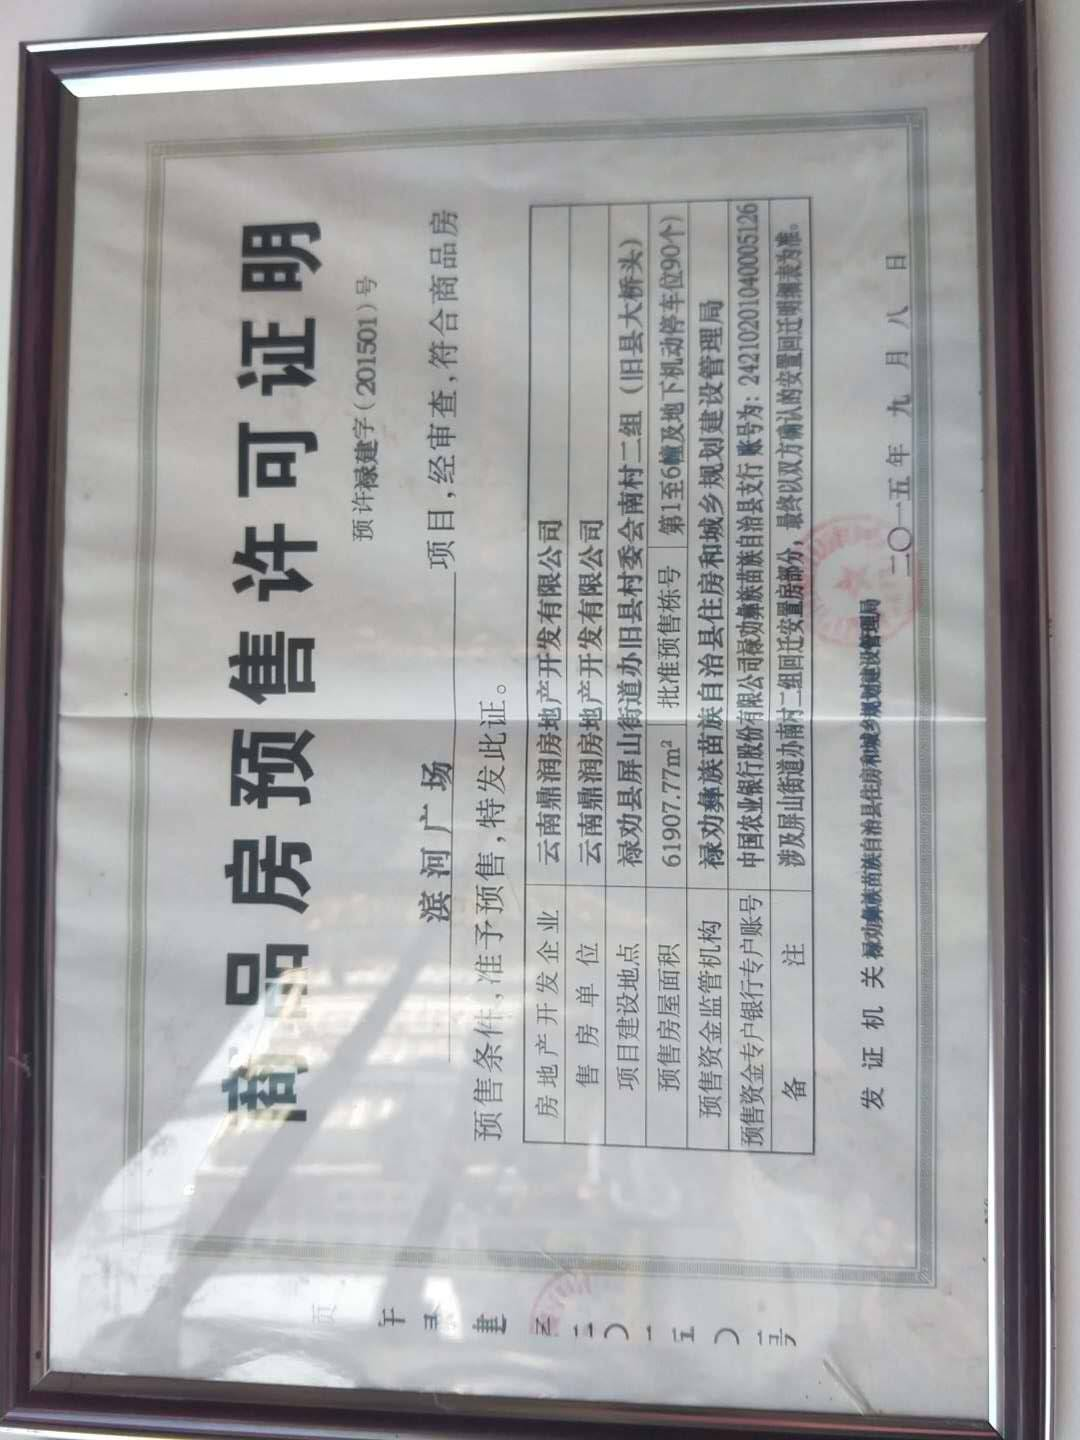 商品房预售许可证明
预许禄建字(201501)号
滨河广场 项目,经审查,符合商品房
预售条件,准予预售,特发此证。
房地产开发企业 云南鼎润房地产开发有限公司
售房单位 云南鼎润房地产开发有限公司
项目建设地点 禄劝县屏山街道办旧县村委会南村二组（旧县大桥头）
预售房屋面积 61907.77m² 批准预售栋号 第1至6幢及地下机动停车位90个)
预售资金监管机构 禄劝彝族苗族自治县住房和城乡规划建设管理局
预售资金专户银行专户账号 中国农业银行股份有限公司禄劝彝族苗族自治县支行 账号为: 24210201040005126
备注 涉及屏山街道办南村二组回迁安置房部分，最终以双方确认的安置回迁明细表为准。
发证机关 禄劝彝族苗族自治县住房和城乡规划建设管理局
二〇一五年九月八日